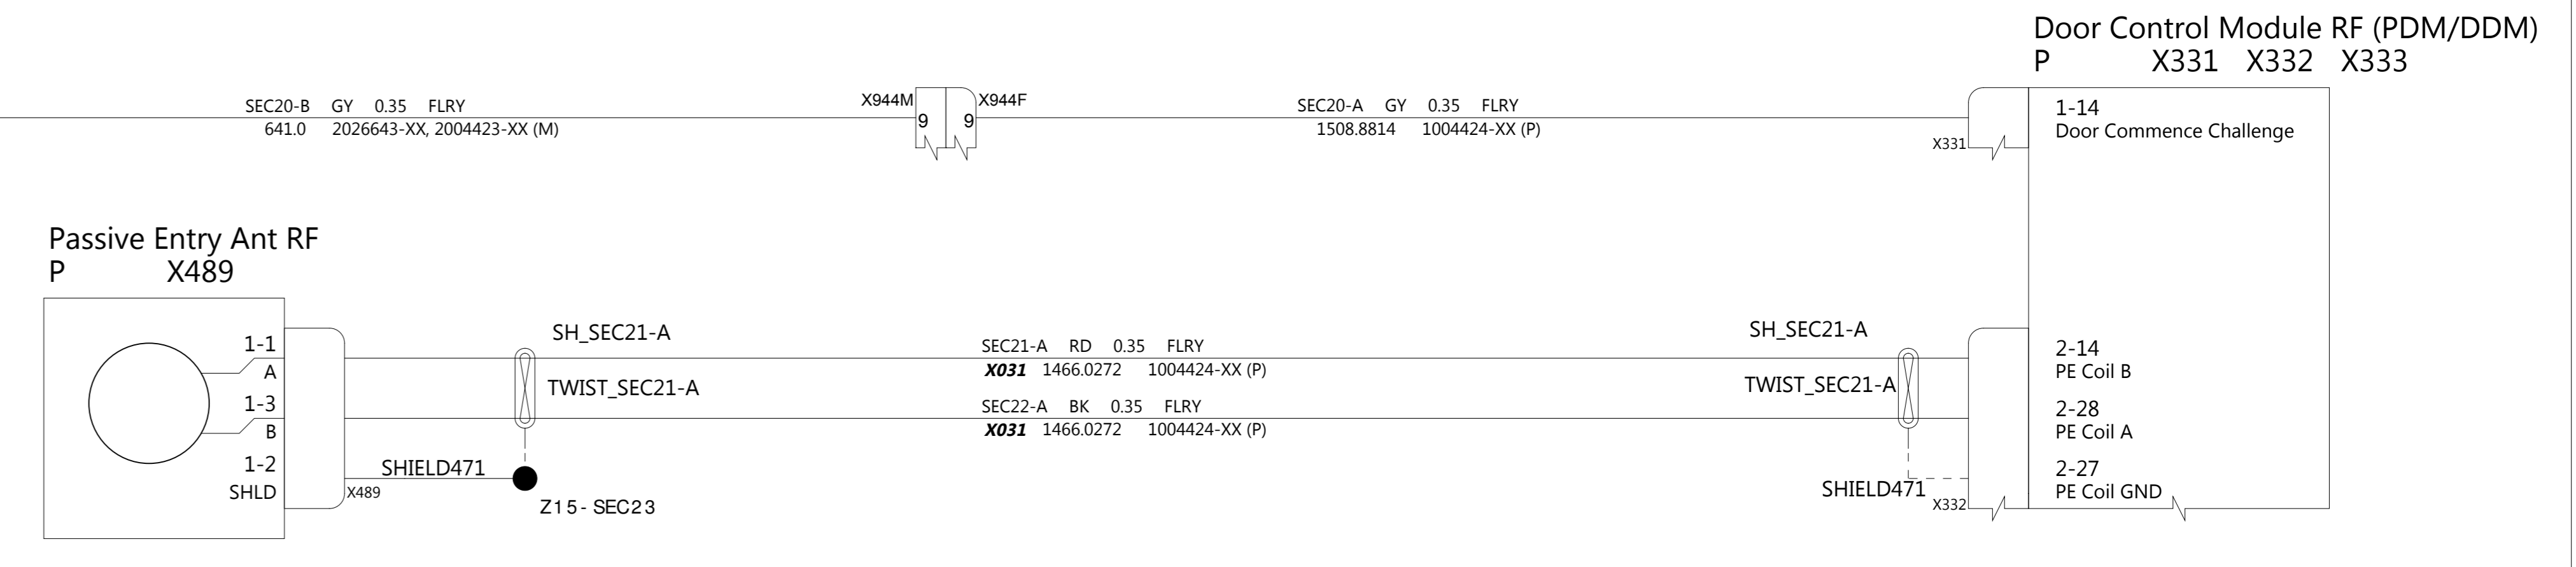 Door Control Module RF (PDM/DDM)
P X331 X332 X333
SEC20-B GY 0.35 FLRY
641.0 2026643-XX, 2004423-XX (M)
X944M X944F
9 9
SEC20-A GY 0.35 FLRY
1508.8814 1004424-XX (P)
X331
1-14
Door Commence Challenge
Passive Entry Ant RF
P X489
1-1
A
1-3
B
1-2
SHLD
X489
SHIELD471
SH_SEC21-A
TWIST_SEC21-A
Z15-SEC23
SEC21-A RD 0.35 FLRY
X031 1466.0272 1004424-XX (P)
SEC22-A BK 0.35 FLRY
X031 1466.0272 1004424-XX (P)
SH_SEC21-A
TWIST_SEC21-A
SHIELD471
X332
2-14
PE Coil B
2-28
PE Coil A
2-27
PE Coil GND